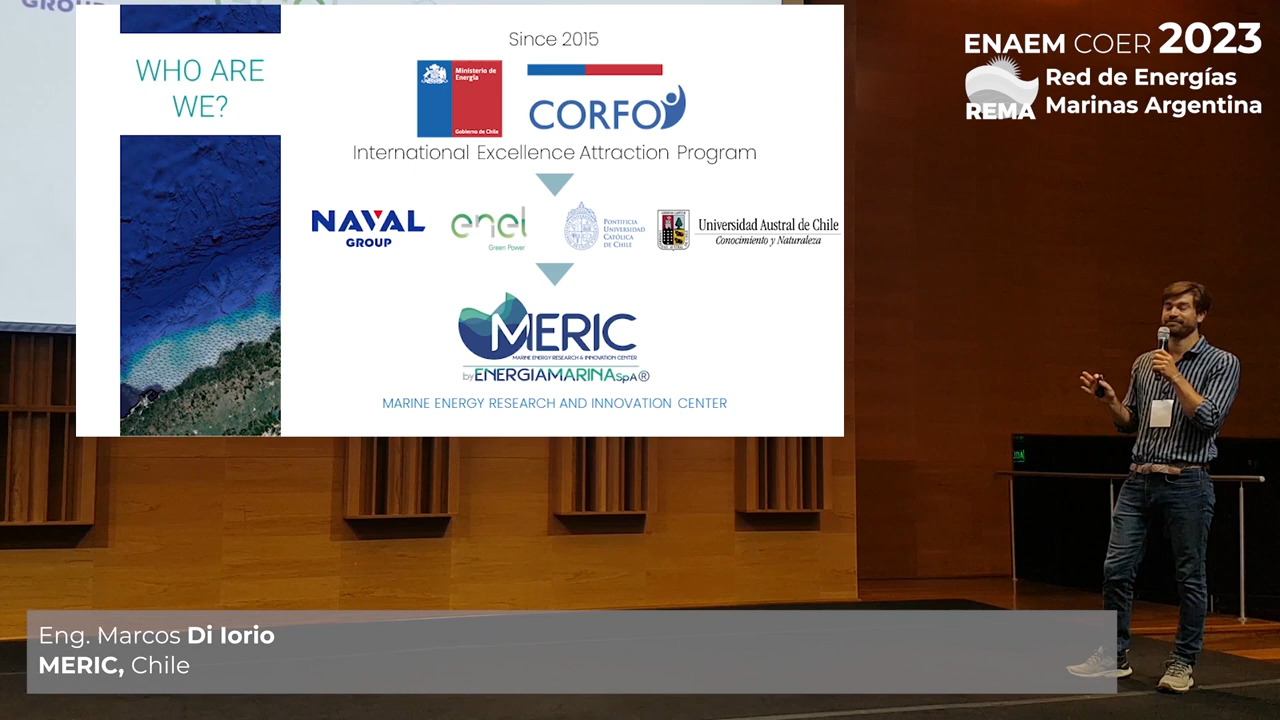 GROUP
WHO ARE
WE?
Since 2015
Ministerio de
Energía
Gobierno de Chile
CORFO
International Excellence Attraction Program
NAVAL
GROUP
enel
Green Power
PONTIFICIA
UNIVERSIDAD
CATÓLICA
DE CHILE
Universidad Austral de Chile
Conocimiento y Naturaleza
MERIC
MARINE ENERGY RESEARCH & INNOVATION CENTER
by ENERGIAMARINA SpA®
MARINE ENERGY RESEARCH AND INNOVATION CENTER
ENAEM COER 2023
REMA
Red de Energías
Marinas Argentina
Eng. Marcos Di Iorio
MERIC, Chile